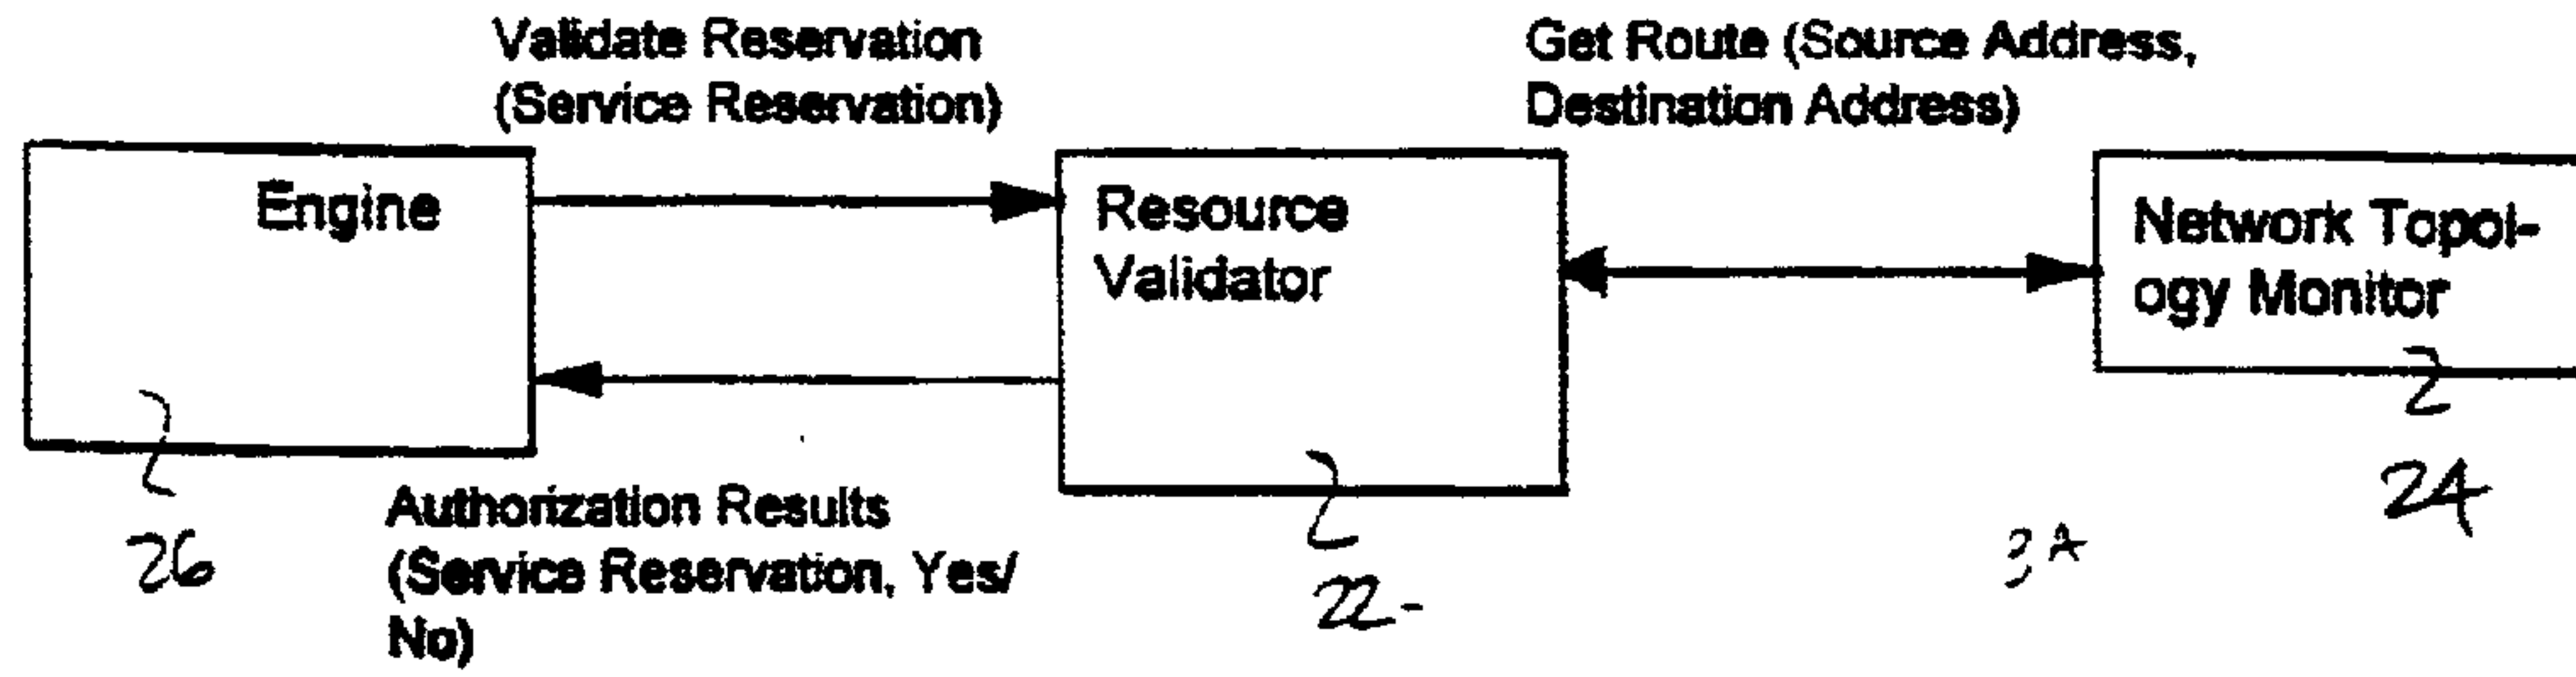 Validate Reservation
(Service Reservation)
Get Route (Source Address,
Destination Address)
Engine
Resource
Validator
Network Topol-
ogy Monitor
Authorization Results
(Service Reservation, Yes/
No)
26
22
24
3A